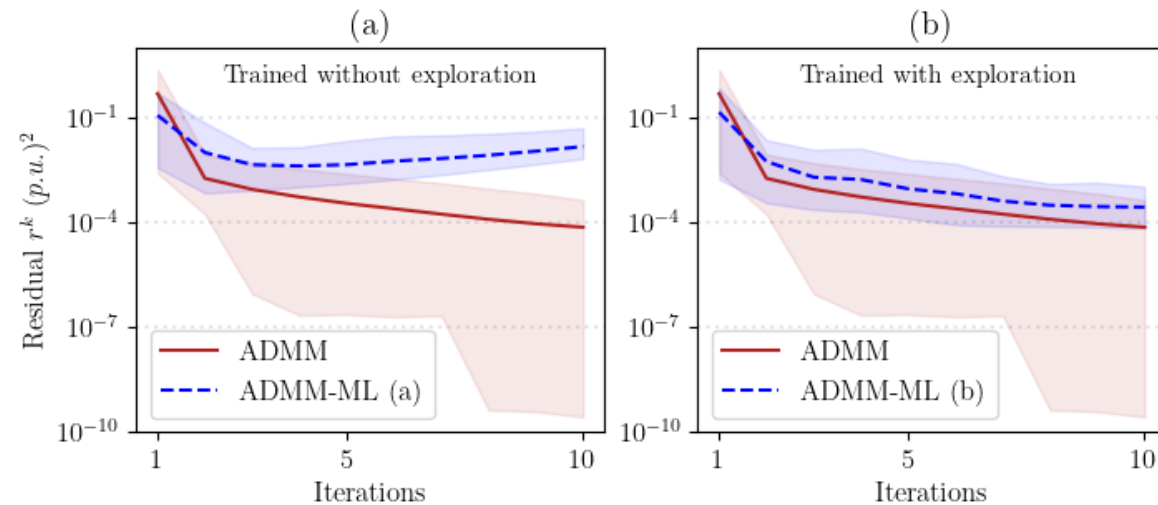 (a)
Trained without exploration
Residual r^k (p.u.)^2
10^-1
10^-4
10^-7
10^-10
ADMM
ADMM-ML (a)
1
5
10
Iterations
(b)
Trained with exploration
10^-1
10^-4
10^-7
10^-10
ADMM
ADMM-ML (b)
1
5
10
Iterations